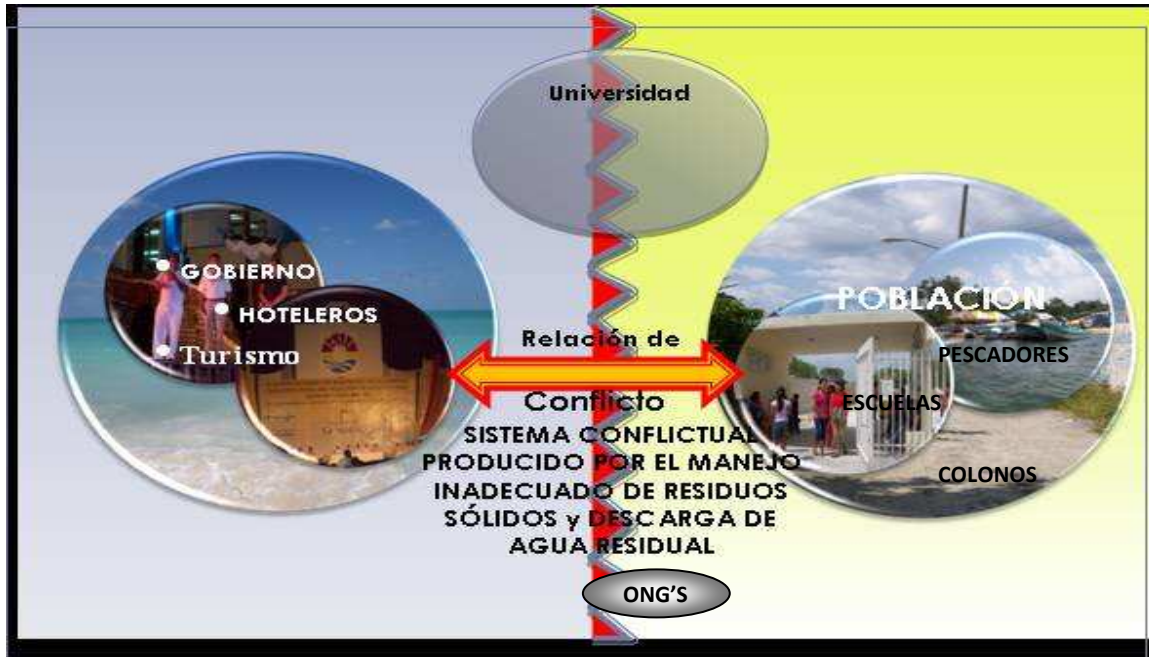 Universidad
• GOBIERNO
• HOTELEROS
• Turismo
Relación de
Conflicto
SISTEMA CONFLICTUAL
PRODUCIDO POR EL MANEJO
INADECUADO DE RESIDUOS
SÓLIDOS y DESCARGA DE
AGUA RESIDUAL
ONG'S
POBLACIÓN
PESCADORES
ESCUELAS
COLONOS